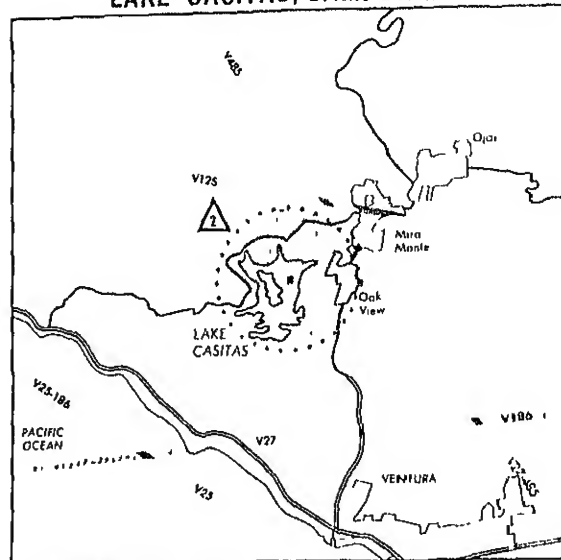 LAKE CASITAS,
V485
Ojai
V125
2
Mira
Monte
Oak
View
LAKE
CASITAS
V25-186
V186
PACIFIC
OCEAN
V27
V25
VENTURA